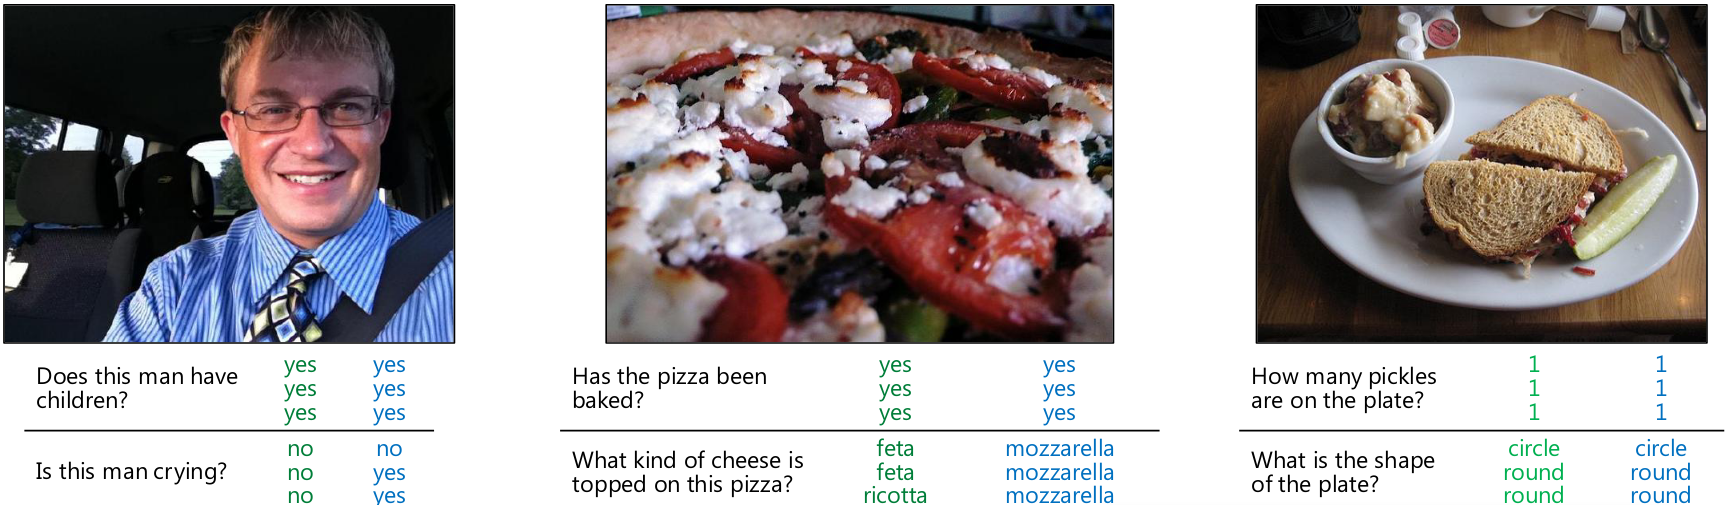 Does this man have
children?
yes yes
yes yes
yes yes
Is this man crying?
no no
no yes
no yes
Has the pizza been
baked?
yes yes
yes yes
yes yes
What kind of cheese is
topped on this pizza?
feta mozzarella
feta mozzarella
ricotta mozzarella
How many pickles
are on the plate?
1 1
1 1
1 1
What is the shape
of the plate?
circle circle
round round
round round